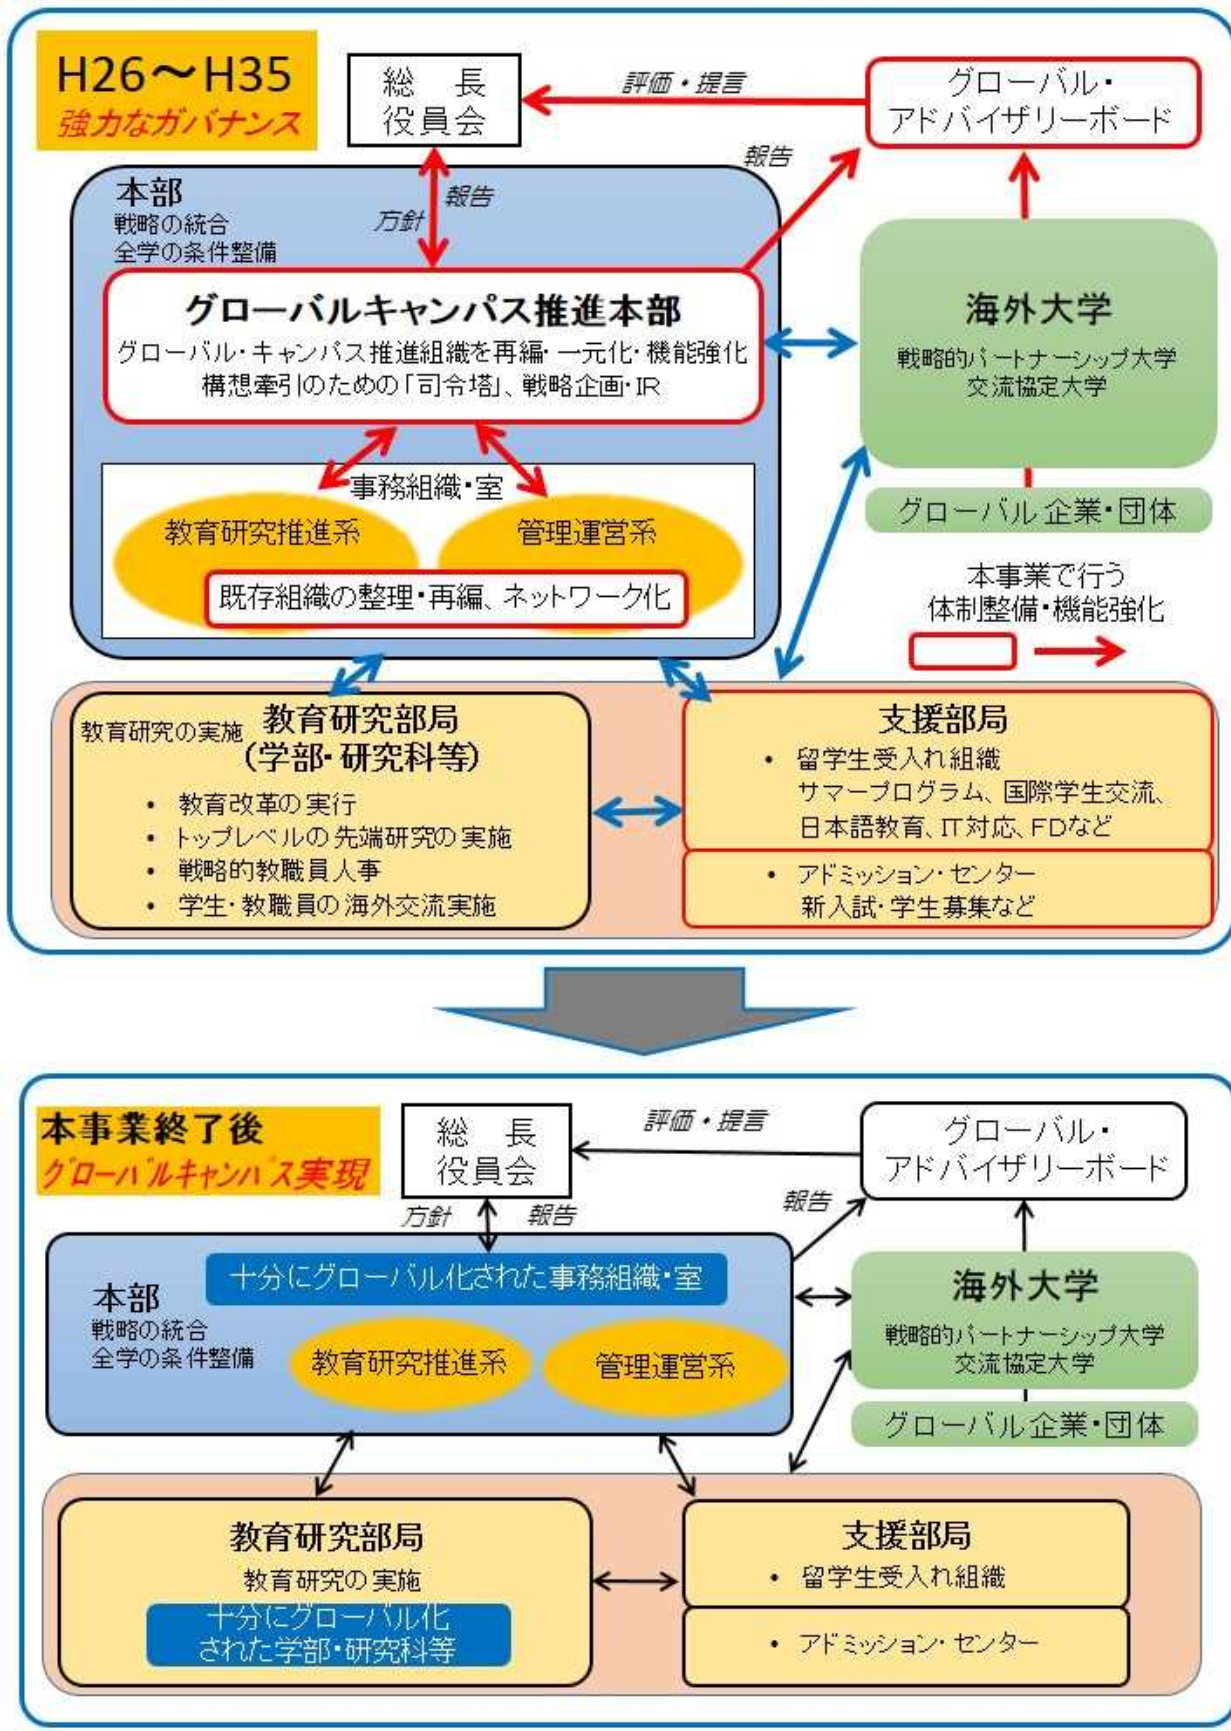 H26～H35
強力なガバナンス
総　長
役員会
評価・提言
グローバル・
アドバイザリーボード
報告
本部
戦略の統合
全学の条件整備
方針
報告
グローバルキャンパス推進本部
グローバル・キャンパス推進組織を再編・一元化・機能強化
構想牽引のための「司令塔」、戦略企画・IR
海外大学
戦略的パートナーシップ大学
交流協定大学
事務組織・室
教育研究推進系
管理運営系
既存組織の整理・再編、ネットワーク化
グローバル企業・団体
本事業で行う
体制整備・機能強化
教育研究の実施
教育研究部局
(学部・研究科等)
・ 教育改革の実行
・ トップレベルの先端研究の実施
・ 戦略的教職員人事
・ 学生・教職員の海外交流実施
支援部局
・ 留学生受入れ組織
サマープログラム、国際学生交流、
日本語教育、IT対応、FDなど
・ アドミッション・センター
新入試・学生募集など
本事業終了後
グローバルキャンパス実現
総　長
役員会
評価・提言
グローバル・
アドバイザリーボード
方針
報告
報告
十分にグローバル化された事務組織・室
本部
戦略の統合
全学の条件整備
教育研究推進系
管理運営系
海外大学
戦略的パートナーシップ大学
交流協定大学
グローバル企業・団体
教育研究部局
教育研究の実施
十分にグローバル化
された学部・研究科等
支援部局
・ 留学生受入れ組織
・ アドミッション・センター